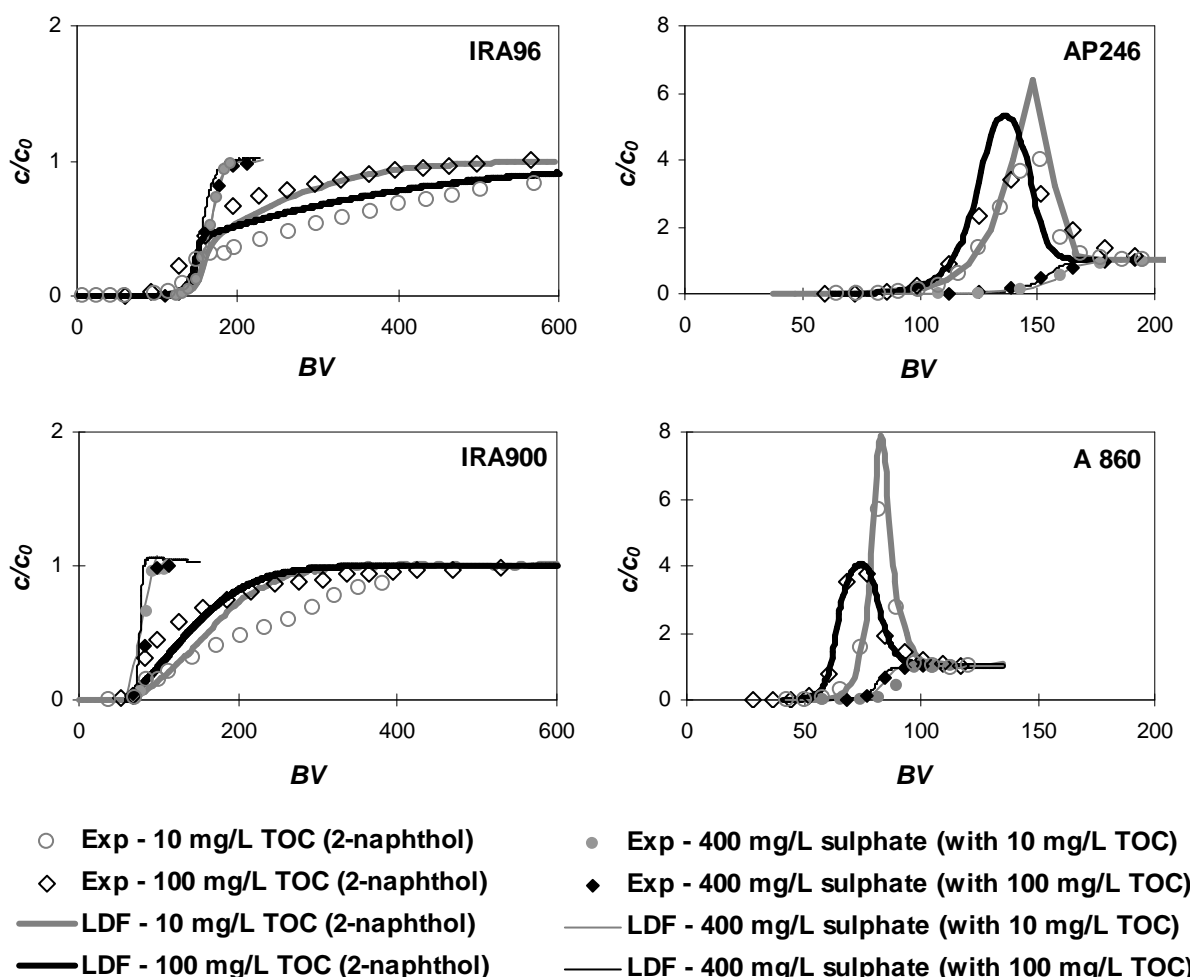 IRA96
2
1
0
c/c0
0 200 400 600
BV
AP246
8
6
4
2
0
c/c0
0 50 100 150 200
BV
IRA900
2
1
0
c/c0
0 200 400 600
BV
A 860
8
6
4
2
0
c/c0
0 50 100 150 200
BV
Exp - 10 mg/L TOC (2-naphthol)
Exp - 100 mg/L TOC (2-naphthol)
LDF - 10 mg/L TOC (2-naphthol)
LDF - 100 mg/L TOC (2-naphthol)
Exp - 400 mg/L sulphate (with 10 mg/L TOC)
Exp - 400 mg/L sulphate (with 100 mg/L TOC)
LDF - 400 mg/L sulphate (with 10 mg/L TOC)
LDF - 400 mg/L sulphate (with 100 mg/L TOC)